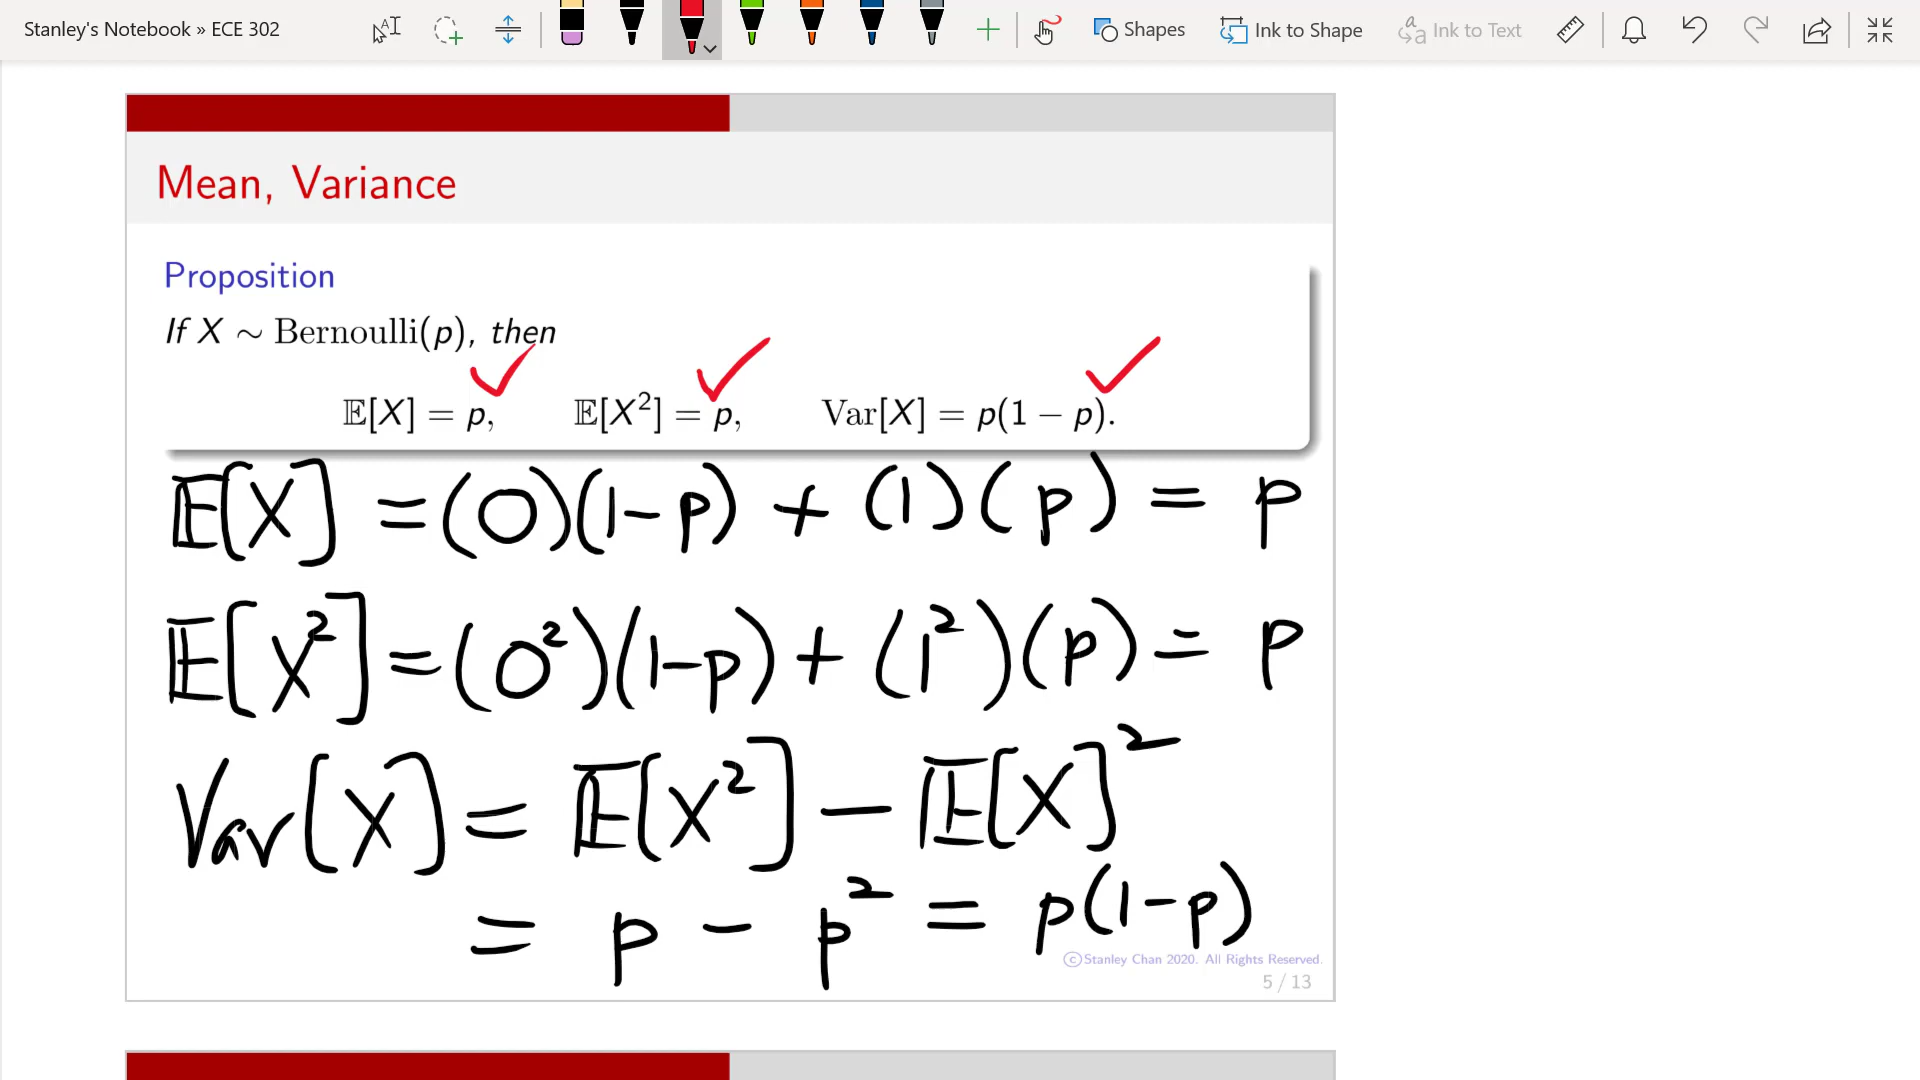 Stanley's Notebook » ECE 302
Shapes
Ink to Shape
Ink to Text
Mean, Variance
Proposition
If X ∼ Bernoulli(p), then
𝔼[X] = p, 𝔼[X²] = p, Var[X] = p(1 − p).
𝔼[X] = (0)(1-p) + (1)(p) = p
𝔼[X²] = (0²)(1-p) + (1²)(p) = p
Var[X] = 𝔼[X²] − 𝔼[X]²
= p − p² = p(1-p)
©Stanley Chan 2020. All Rights Reserved.
5 / 13